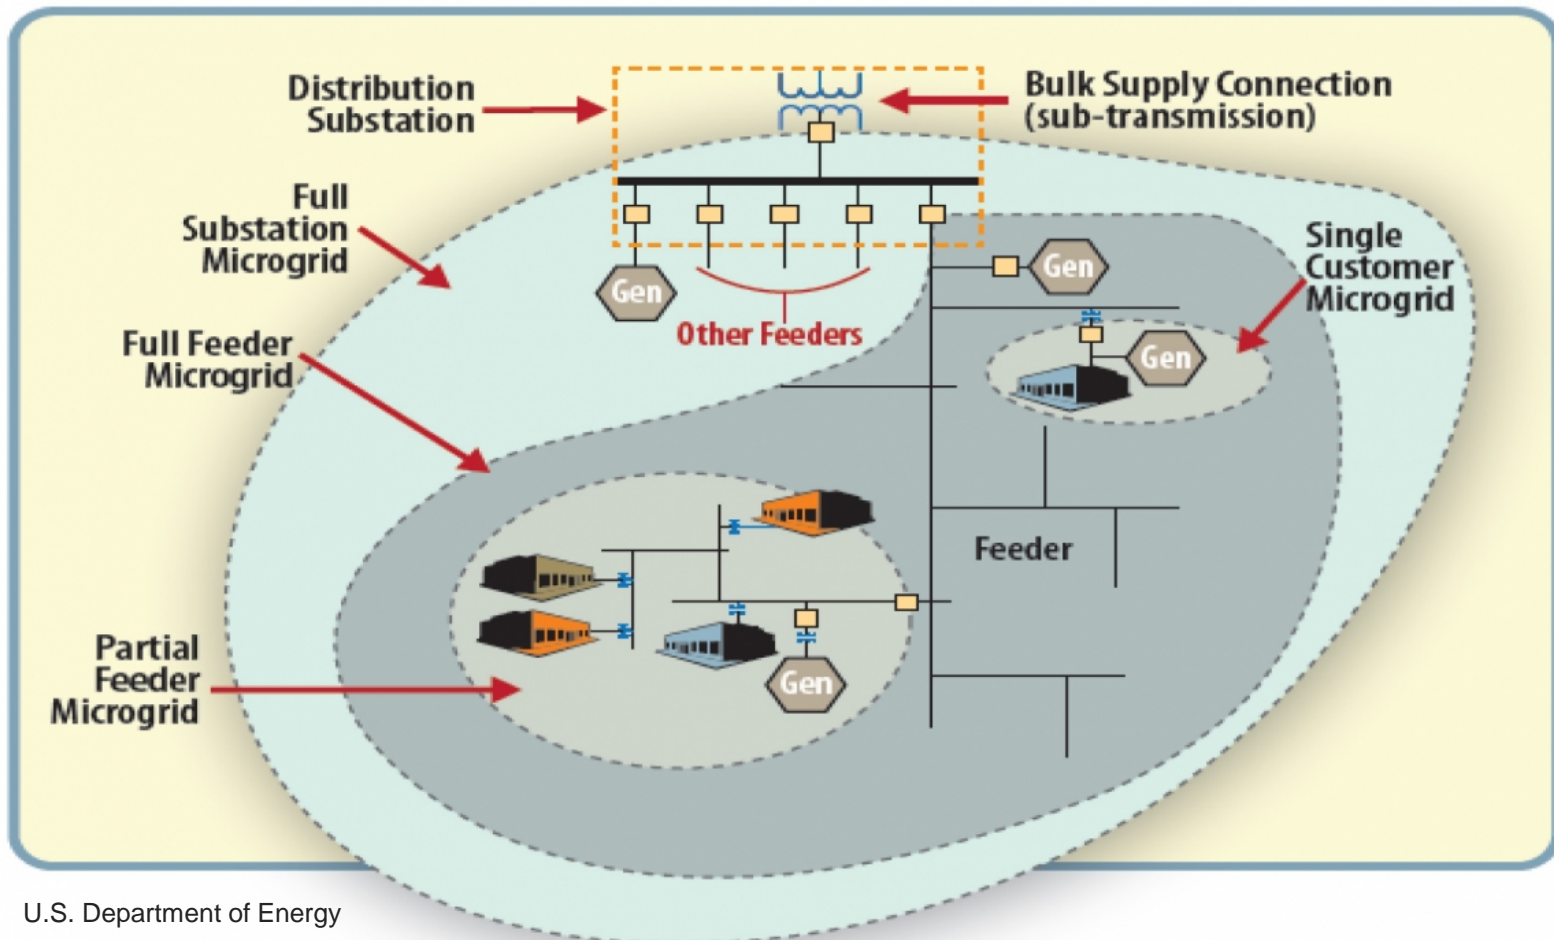 Distribution
Substation
Bulk Supply Connection
(sub-transmission)
Full
Substation
Microgrid
Single
Customer
Microgrid
Gen
Gen
Other Feeders
Full Feeder
Microgrid
Gen
Feeder
Partial
Feeder
Microgrid
Gen
U.S. Department of Energy